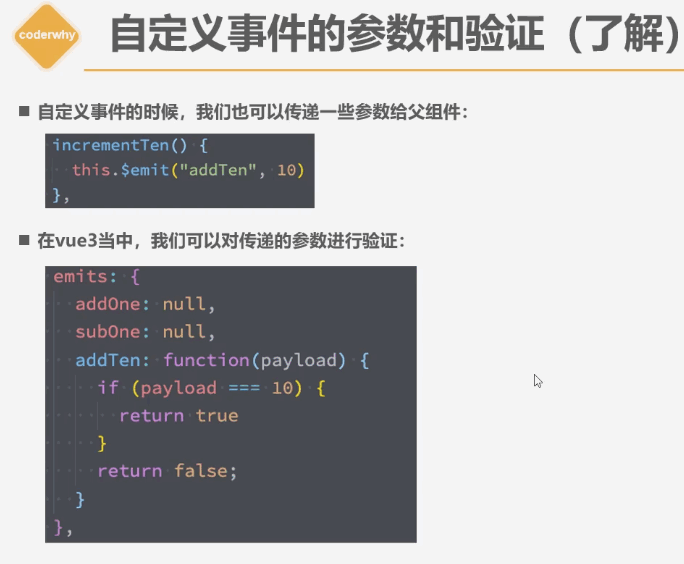 coderwhy
自定义事件的参数和验证（了解）
自定义事件的时候，我们也可以传递一些参数给父组件：
incrementTen() {
this.$emit("addTen", 10)
},
在vue3当中，我们可以对传递的参数进行验证：
emits: {
addOne: null,
subOne: null,
addTen: function(payload) {
if (payload === 10) {
return true
}
return false;
}
},